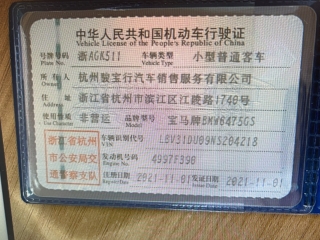 中华人民共和国机动车行驶证
Vehicle License of the People's Republic of China
号牌号码 浙AGK511 车辆类型 小型普通客车
Plate No. Vehicle Type
所有人 杭州骏宝行汽车销售服务有限公司
Owner
住址 浙江省杭州市滨江区江陵路1740号
Address
使用性质 非营运 品牌型号 宝马牌BMW6475GS
Use Character Model
浙江省杭州市公安局交通警察支队
车辆识别代号
VIN
发动机号码 4997F390
Engine No.
注册日期 2021-11-01 发证日期 2021-11-01
Register Date Issue Date